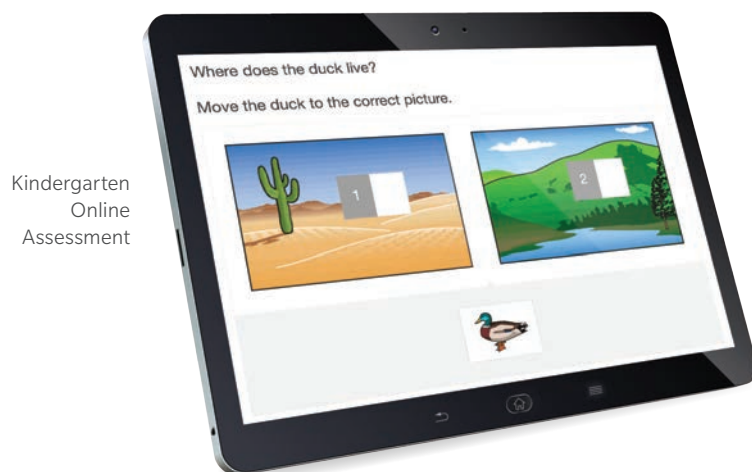 Kindergarten
Online
Assessment
Where does the duck live?
Move the duck to the correct picture.
1
2